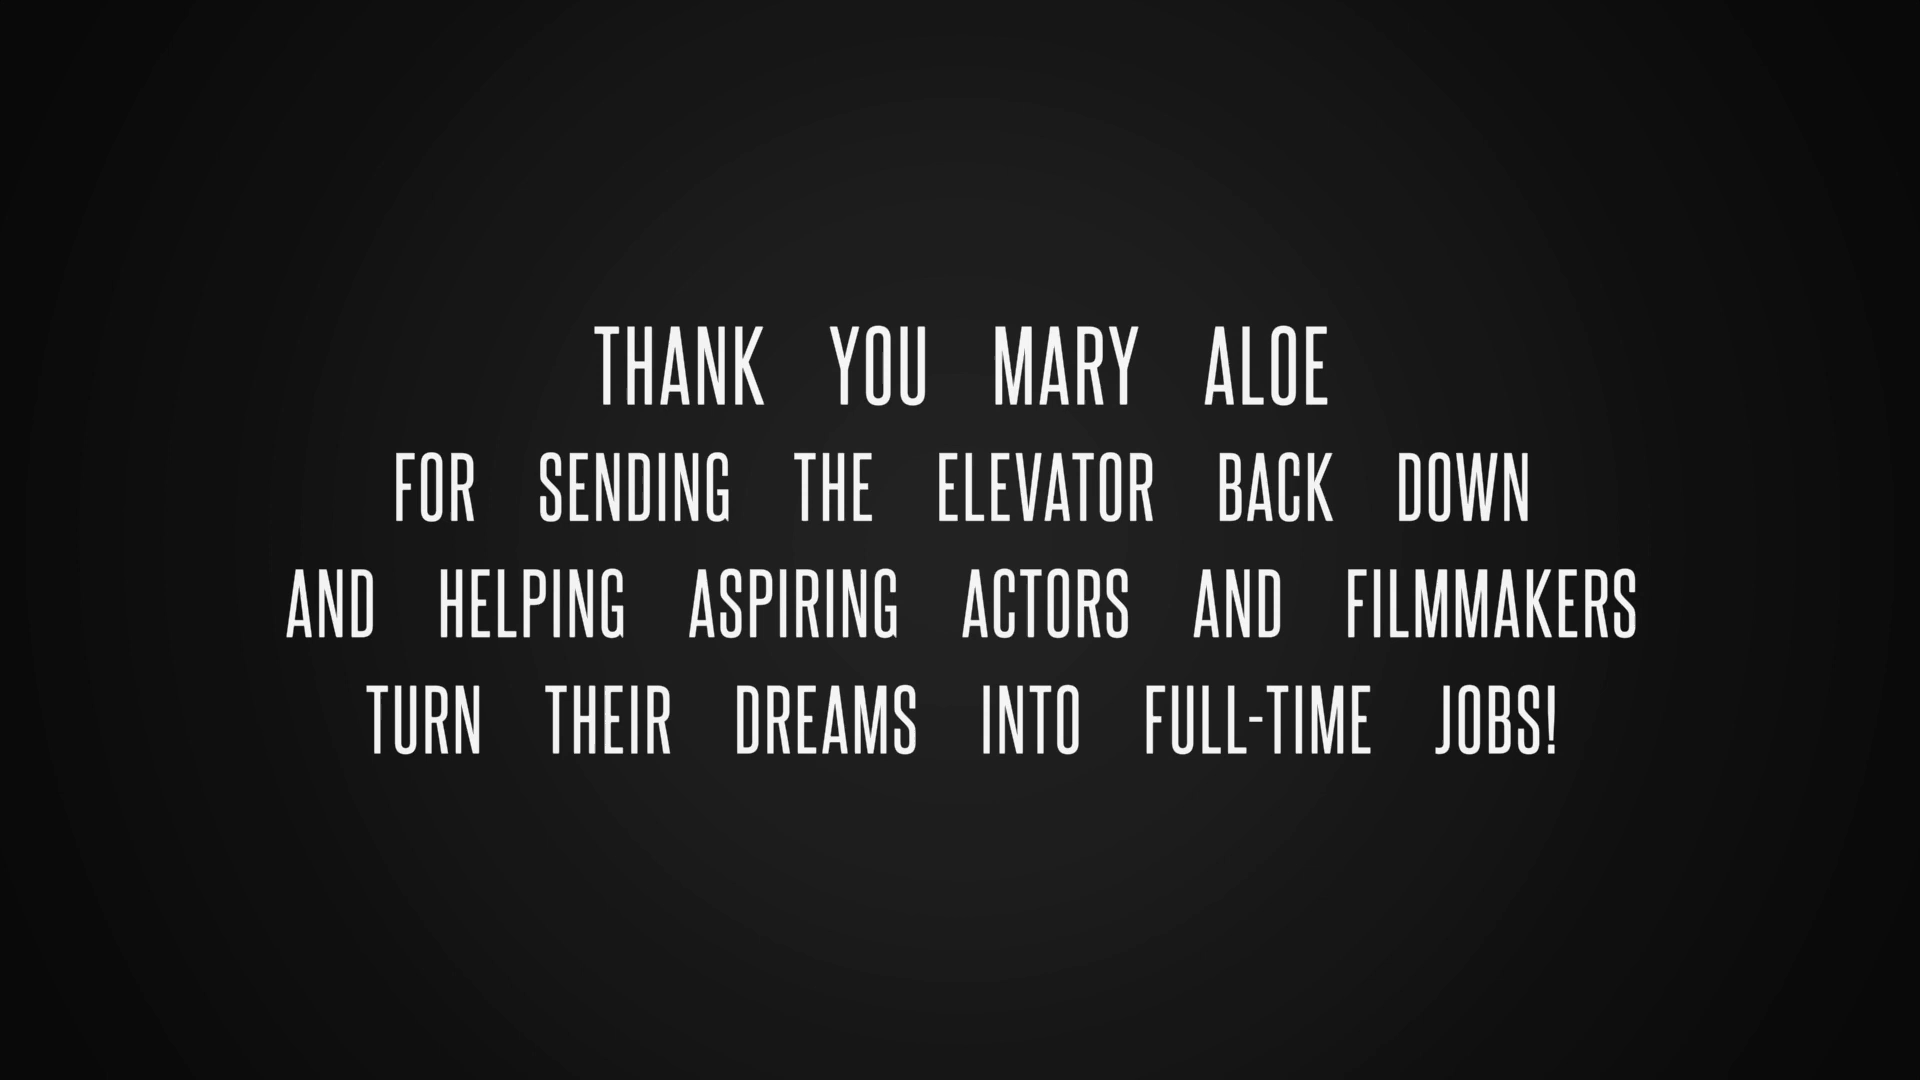 THANK YOU MARY ALOE
FOR SENDING THE ELEVATOR BACK DOWN
AND HELPING ASPIRING ACTORS AND FILMMAKERS
TURN THEIR DREAMS INTO FULL-TIME JOBS!